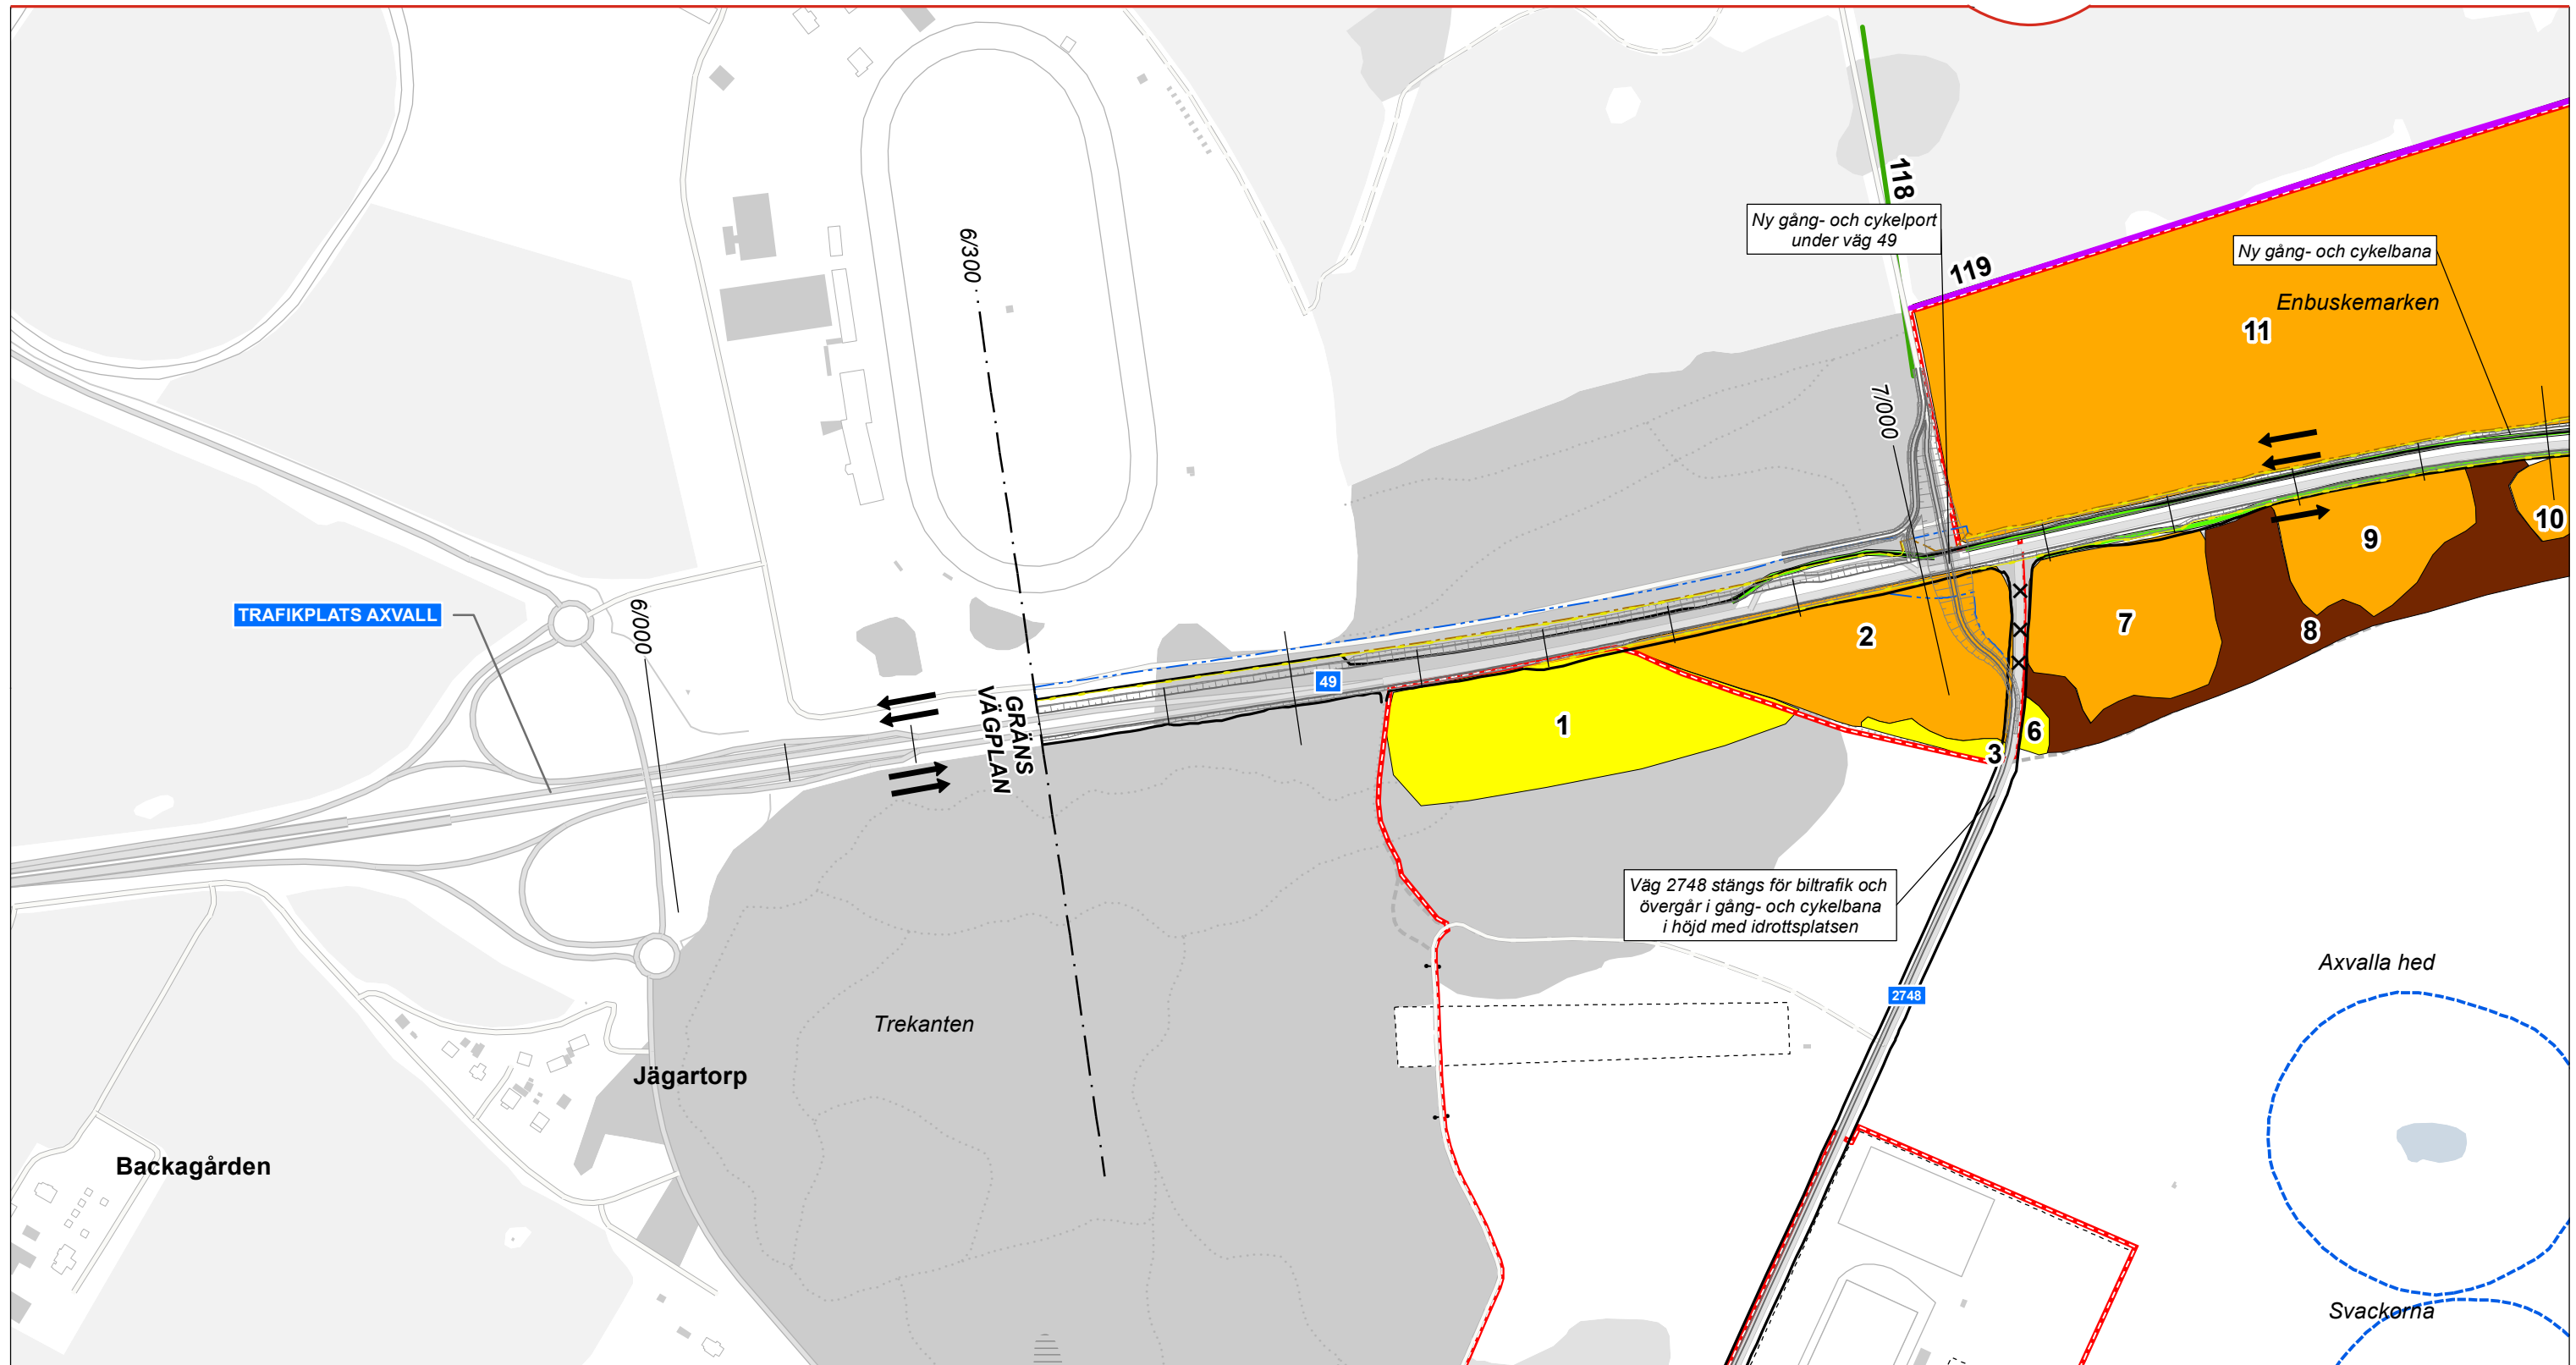 118
Ny gång- och cykelport
under väg 49
119
Ny gång- och cykelbana
Enbuskemarken
11
6/300
7/000
10
9
TRAFIKPLATS AXVALL
6/000
2
7
8
49
GRÄNS
VÄGPLAN
1
6
3
Väg 2748 stängs för biltrafik och
övergår i gång- och cykelbana
i höjd med idrottsplatsen
Axvalla hed
2748
Trekanten
Jägartorp
Backagården
Svackorna